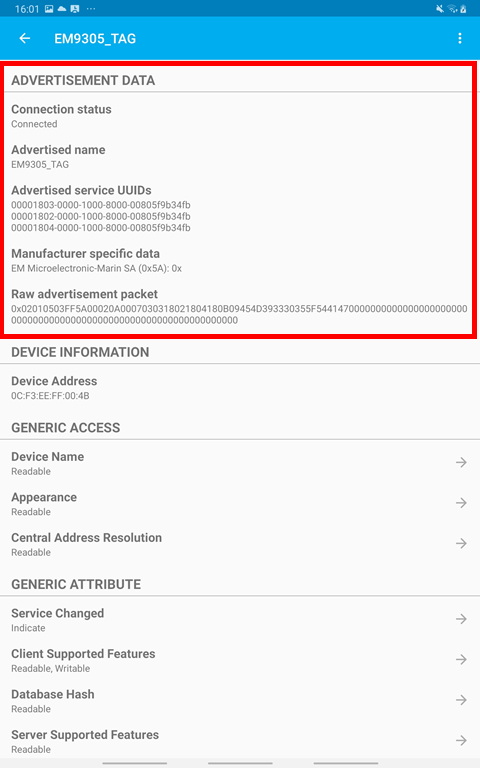 16:01
EM9305_TAG
ADVERTISEMENT DATA
Connection status
Connected
Advertised name
EM9305_TAG
Advertised service UUIDs
00001803-0000-1000-8000-00805f9b34fb
00001802-0000-1000-8000-00805f9b34fb
00001804-0000-1000-8000-00805f9b34fb
Manufacturer specific data
EM Microelectronic-Marin SA (0x5A): 0x
Raw advertisement packet
0x02010503FF5A00020A0007030318021804180B09454D393330355F5441470000000000000000000000
0000000000000000000000000000000000000000
DEVICE INFORMATION
Device Address
0C:F3:EE:FF:00:4B
GENERIC ACCESS
Device Name
Readable
Appearance
Readable
Central Address Resolution
Readable
GENERIC ATTRIBUTE
Service Changed
Indicate
Client Supported Features
Readable, Writable
Database Hash
Readable
Server Supported Features
Readable